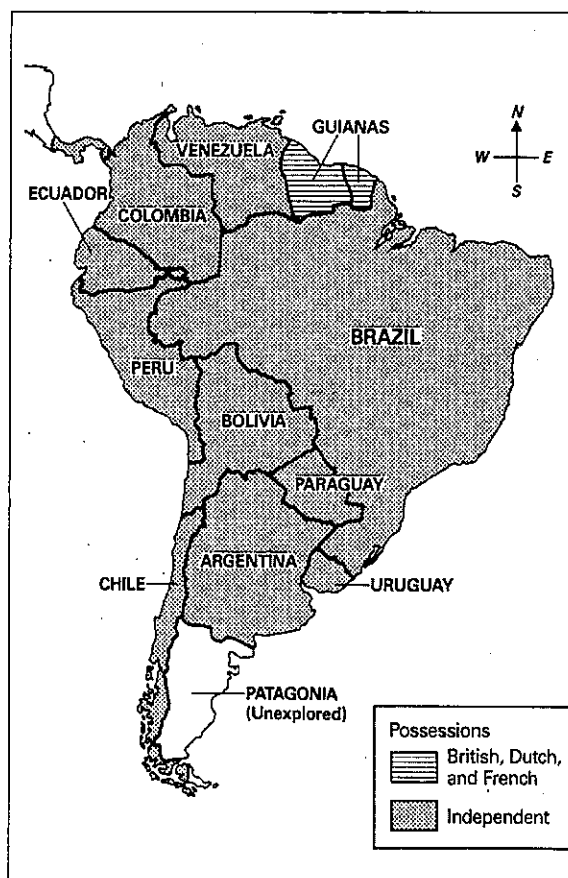 GUIANAS
N
W
E
S
VENEZUELA
ECUADOR
COLOMBIA
BRAZIL
PERU
BOLIVIA
PARAGUAY
ARGENTINA
CHILE
URUGUAY
PATAGONIA
(Unexplored)
Possessions
British, Dutch,
and French
Independent